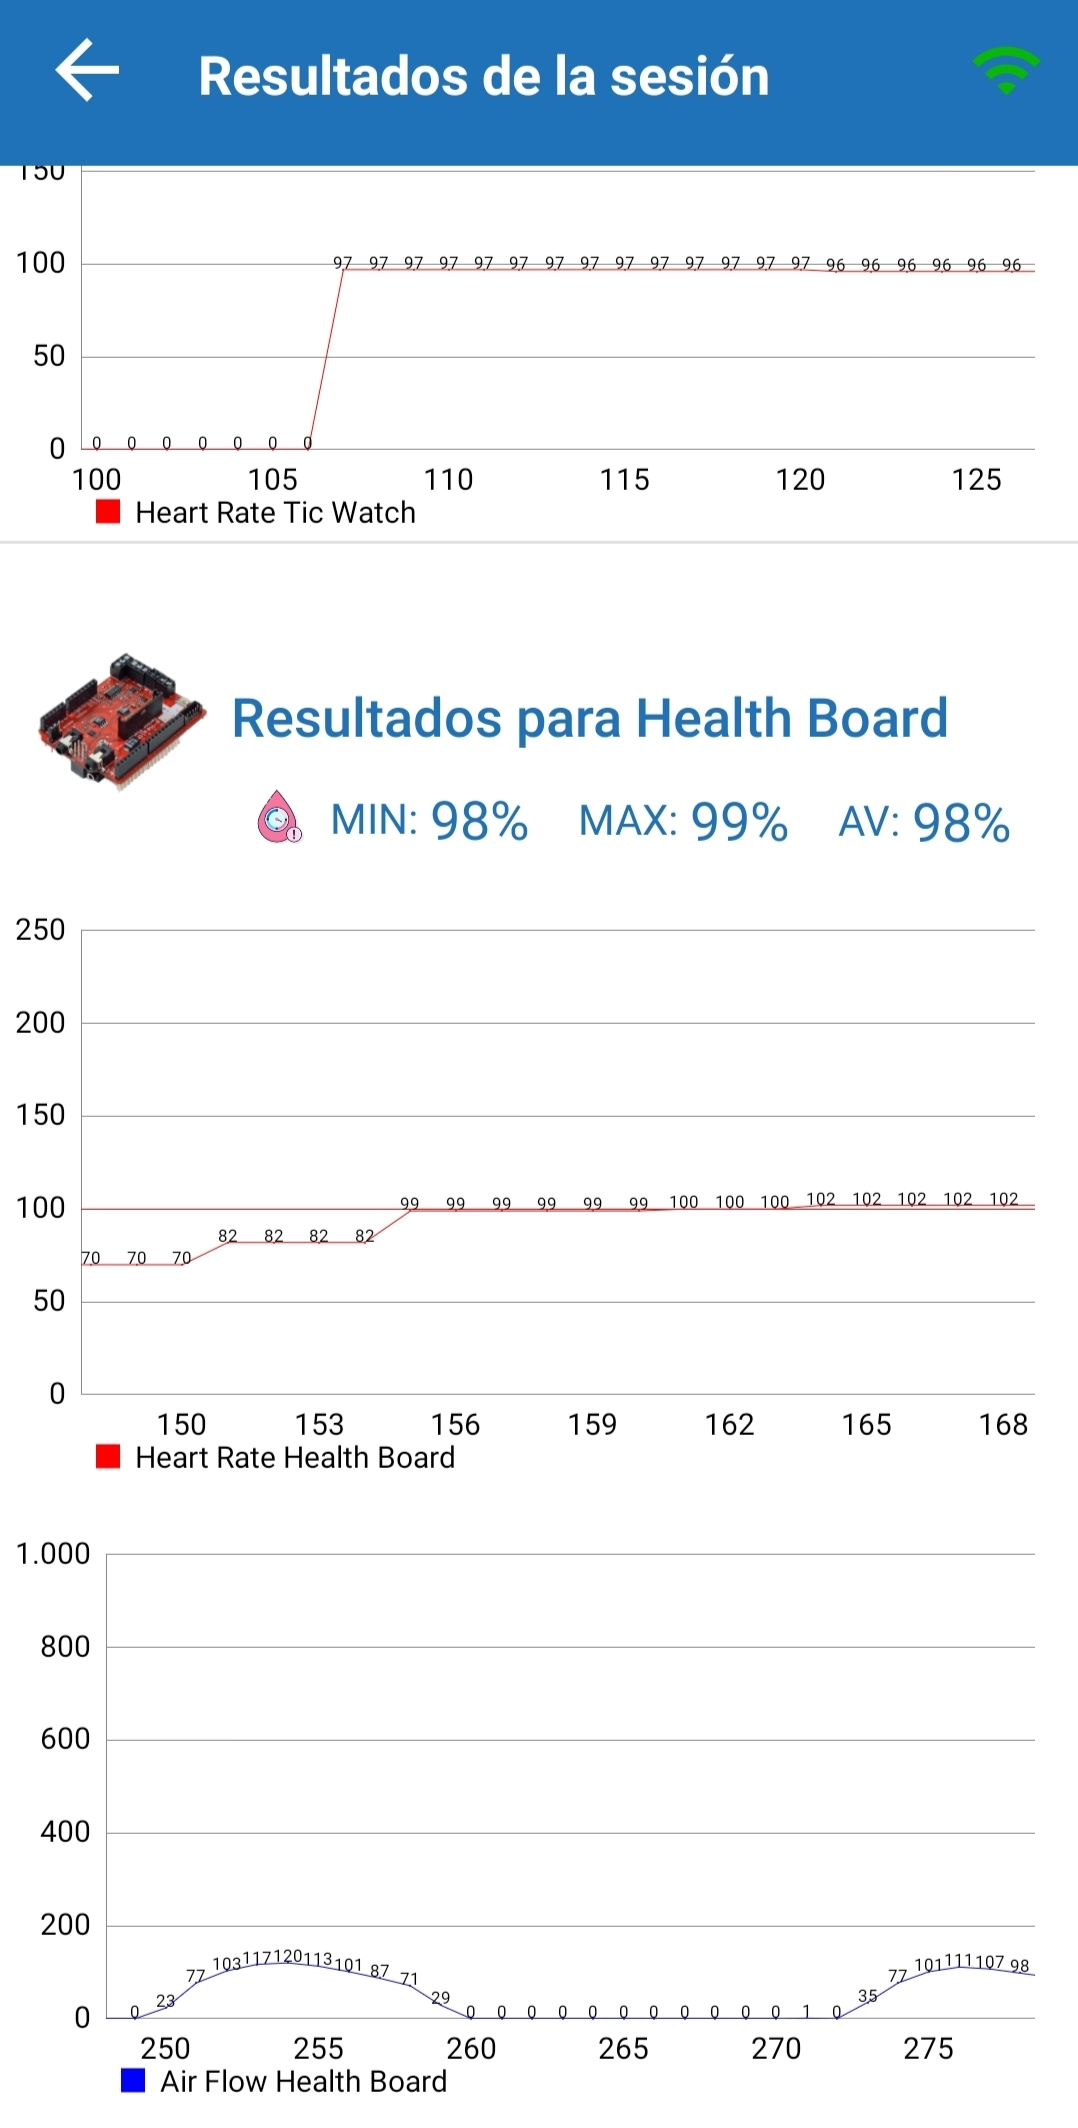 Resultados de la sesión
150
100
97 97 97 97 97 97 97 97 97 97 97 97 97 97 96 96 96 96 96 96
50
0
0 0 0 0 0 0 0
100 105 110 115 120 125
Heart Rate Tic Watch
Resultados para Health Board
MIN: 98% MAX: 99% AV: 98%
250
200
150
100
99 99 99 99 99 99 100 100 100 102 102 102 102 102
82 82 82 82
70 70 70
50
0
150 153 156 159 162 165 168
Heart Rate Health Board
1.000
800
600
400
200
0
0 23 77 103 117 120 113 101 87 71 29 0 0 0 0 0 0 0 0 0 0 0 1 0 35 77 101 111 107 98
250 255 260 265 270 275
Air Flow Health Board